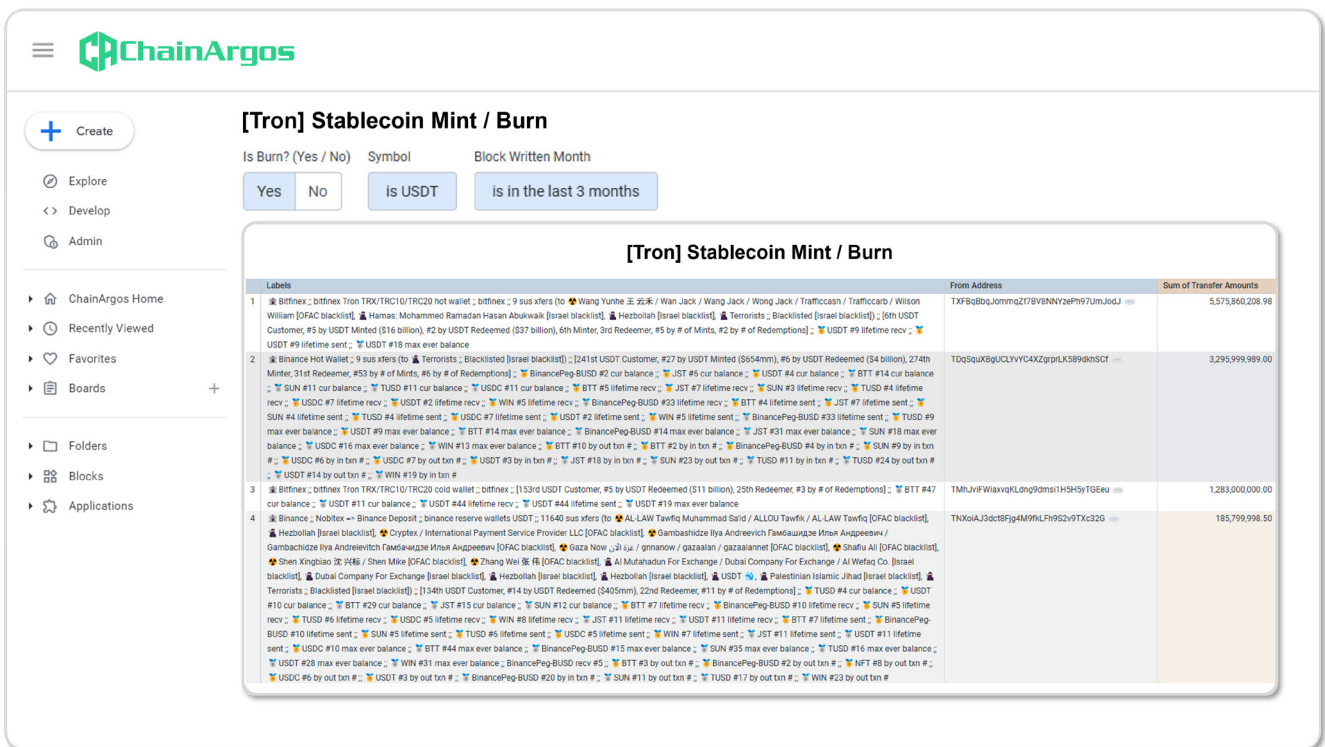 ChainArgos
Create
Explore
Develop
Admin
ChainArgos Home
Recently Viewed
Favorites
Boards
Folders
Blocks
Applications
[Tron] Stablecoin Mint / Burn
Is Burn? (Yes / No) Symbol Block Written Month
Yes No is USDT is in the last 3 months
[Tron] Stablecoin Mint / Burn
Labels From Address Sum of Transfer Amounts
1 🏦 Bitfinex ;; bitfinex Tron TRX/TRC10/TRC20 hot wallet ;; bitfinex ;; 9 sus xfers (to ☢ Wang Yunhe 王 云禾 / Wan Jack / Wang Jack / Wong Jack / Trafficcash / Trafficcarb / Wilson TXFBqBbqJommqZf7BV8NNYzePh97UmJodJ 5,575,860,208.98
William [OFAC blacklist], Hamas: Mohammed Ramadan Hasan Abukwaik [Israel blacklist], Hezbollah [Israel blacklist], Terrorists ;; Blacklisted [Israel blacklist]) ;; [6th USDT
Customer, #5 by USDT Minted ($16 billion), #2 by USDT Redeemed ($37 billion), 6th Minter, 3rd Redeemer, #5 by # of Mints, #2 by # of Redemptions] ;; USDT #9 lifetime recv ;;
USDT #9 lifetime sent ;; USDT #18 max ever balance
2 🏦 Binance Hot Wallet ;; 9 sus xfers (to Terrorists ;; Blacklisted [Israel blacklist]) ;; [241st USDT Customer, #27 by USDT Minted ($654mm), #6 by USDT Redeemed ($4 billion), 274th TDqSquXBgUCLYvYC4XZgrprLK589dkhSCf 3,295,999,989.00
Minter, 31st Redeemer, #53 by # of Mints, #6 by # of Redemptions] ;; BinancePeg-BUSD #2 cur balance ;; JST #6 cur balance ;; USDT #4 cur balance ;; BTT #14 cur balance
;; SUN #11 cur balance ;; TUSD #11 cur balance ;; USDC #11 cur balance ;; BTT #5 lifetime recv ;; JST #7 lifetime recv ;; SUN #3 lifetime recv ;; TUSD #4 lifetime
recv ;; USDC #7 lifetime recv ;; USDT #2 lifetime recv ;; WIN #5 lifetime recv ;; BinancePeg-BUSD #33 lifetime recv ;; BTT #4 lifetime sent ;; JST #7 lifetime sent ;;
SUN #4 lifetime sent ;; TUSD #4 lifetime sent ;; USDC #7 lifetime sent ;; USDT #2 lifetime sent ;; WIN #5 lifetime sent ;; BinancePeg-BUSD #33 lifetime sent ;; TUSD #9
max ever balance ;; USDT #9 max ever balance ;; BTT #14 max ever balance ;; BinancePeg-BUSD #14 max ever balance ;; JST #31 max ever balance ;; SUN #18 max ever
balance ;; USDC #16 max ever balance ;; WIN #13 max ever balance ;; BTT #10 by out txn # ;; BTT #2 by in txn # ;; BinancePeg-BUSD #4 by in txn # ;; SUN #9 by in txn
# ;; USDC #6 by in txn # ;; USDC #7 by out txn # ;; USDT #3 by in txn # ;; JST #18 by in txn # ;; SUN #23 by out txn # ;; TUSD #11 by in txn # ;; TUSD #24 by out txn #
;; USDT #14 by out txn # ;; WIN #19 by in txn #
3 🏦 Bitfinex ;; bitfinex Tron TRX/TRC10/TRC20 cold wallet ;; bitfinex ;; [153rd USDT Customer, #5 by USDT Redeemed ($11 billion), 25th Redeemer, #3 by # of Redemptions] ;; BTT #47 TMhJviFWiaxvqKLdng9dmsi1H5H5yTGEeu 1,283,000,000.00
cur balance ;; USDT #21 cur balance ;; USDT #44 lifetime recv ;; USDT #44 lifetime sent ;; USDT #19 max ever balance
4 🏦 Binance ;; Nobitex => Binance Deposit ;; binance reserve wallets USDT ;; 11640 sus xfers (to ☢ AL-LAW Tawfiq Muhammad Sa'id / ALLOU Tawfik / AL-LAW Tawfiq [OFAC blacklist], TNXoiAJ3dct8Fjg4M9fkLFh9S2v9TXc32G 185,799,998.50
Hezbollah [Israel blacklist], ☢ Cryptex / International Payment Service Provider LLC [OFAC blacklist], ☢ Gambashidze Ilya Andreevich Гамбашидзе Илья Андреевич /
Gambachidze Ilya Andreievitch Гамбачидзе Илья Андреевич [OFAC blacklist], ☢ Gaza Now غزة الآن / gnnanow / gazaalan / gazaalannet [OFAC blacklist], ☢ Shafiu Ali [OFAC blacklist],
☢ Shen Xingbiao 沈 兴标 / Shen Mike [OFAC blacklist], ☢ Zhang Wei 张 伟 [OFAC blacklist], Al Mutahadun For Exchange / Dubai Company For Exchange / Al Wefaq Co. [Israel
blacklist], Dubai Company For Exchange [Israel blacklist], Hezbollah [Israel blacklist], Hezbollah [Israel blacklist], USDT , Palestinian Islamic Jihad [Israel blacklist],
Terrorists ;; Blacklisted [Israel blacklist]) ;; [134th USDT Customer, #14 by USDT Redeemed ($405mm), 22nd Redeemer, #11 by # of Redemptions] ;; TUSD #4 cur balance ;; USDT
#10 cur balance ;; BTT #29 cur balance ;; JST #15 cur balance ;; SUN #12 cur balance ;; BTT #7 lifetime recv ;; BinancePeg-BUSD #10 lifetime recv ;; SUN #5 lifetime
recv ;; TUSD #6 lifetime recv ;; USDC #5 lifetime recv ;; WIN #8 lifetime recv ;; JST #11 lifetime recv ;; USDT #11 lifetime recv ;; BTT #7 lifetime sent ;; BinancePeg-
BUSD #10 lifetime sent ;; SUN #5 lifetime sent ;; TUSD #6 lifetime sent ;; USDC #5 lifetime sent ;; WIN #7 lifetime sent ;; JST #11 lifetime sent ;; USDT #11 lifetime
sent ;; USDC #10 max ever balance ;; BTT #44 max ever balance ;; BinancePeg-BUSD #15 max ever balance ;; SUN #35 max ever balance ;; TUSD #16 max ever balance ;;
USDT #28 max ever balance ;; WIN #31 max ever balance ;; BinancePeg-BUSD recv #5 ;; BTT #3 by out txn # ;; BinancePeg-BUSD #2 by out txn # ;; NFT #8 by out txn # ;;
USDC #6 by out txn # ;; USDT #3 by out txn # ;; BinancePeg-BUSD #20 by in txn # ;; SUN #11 by out txn # ;; TUSD #17 by out txn # ;; WIN #23 by out txn #